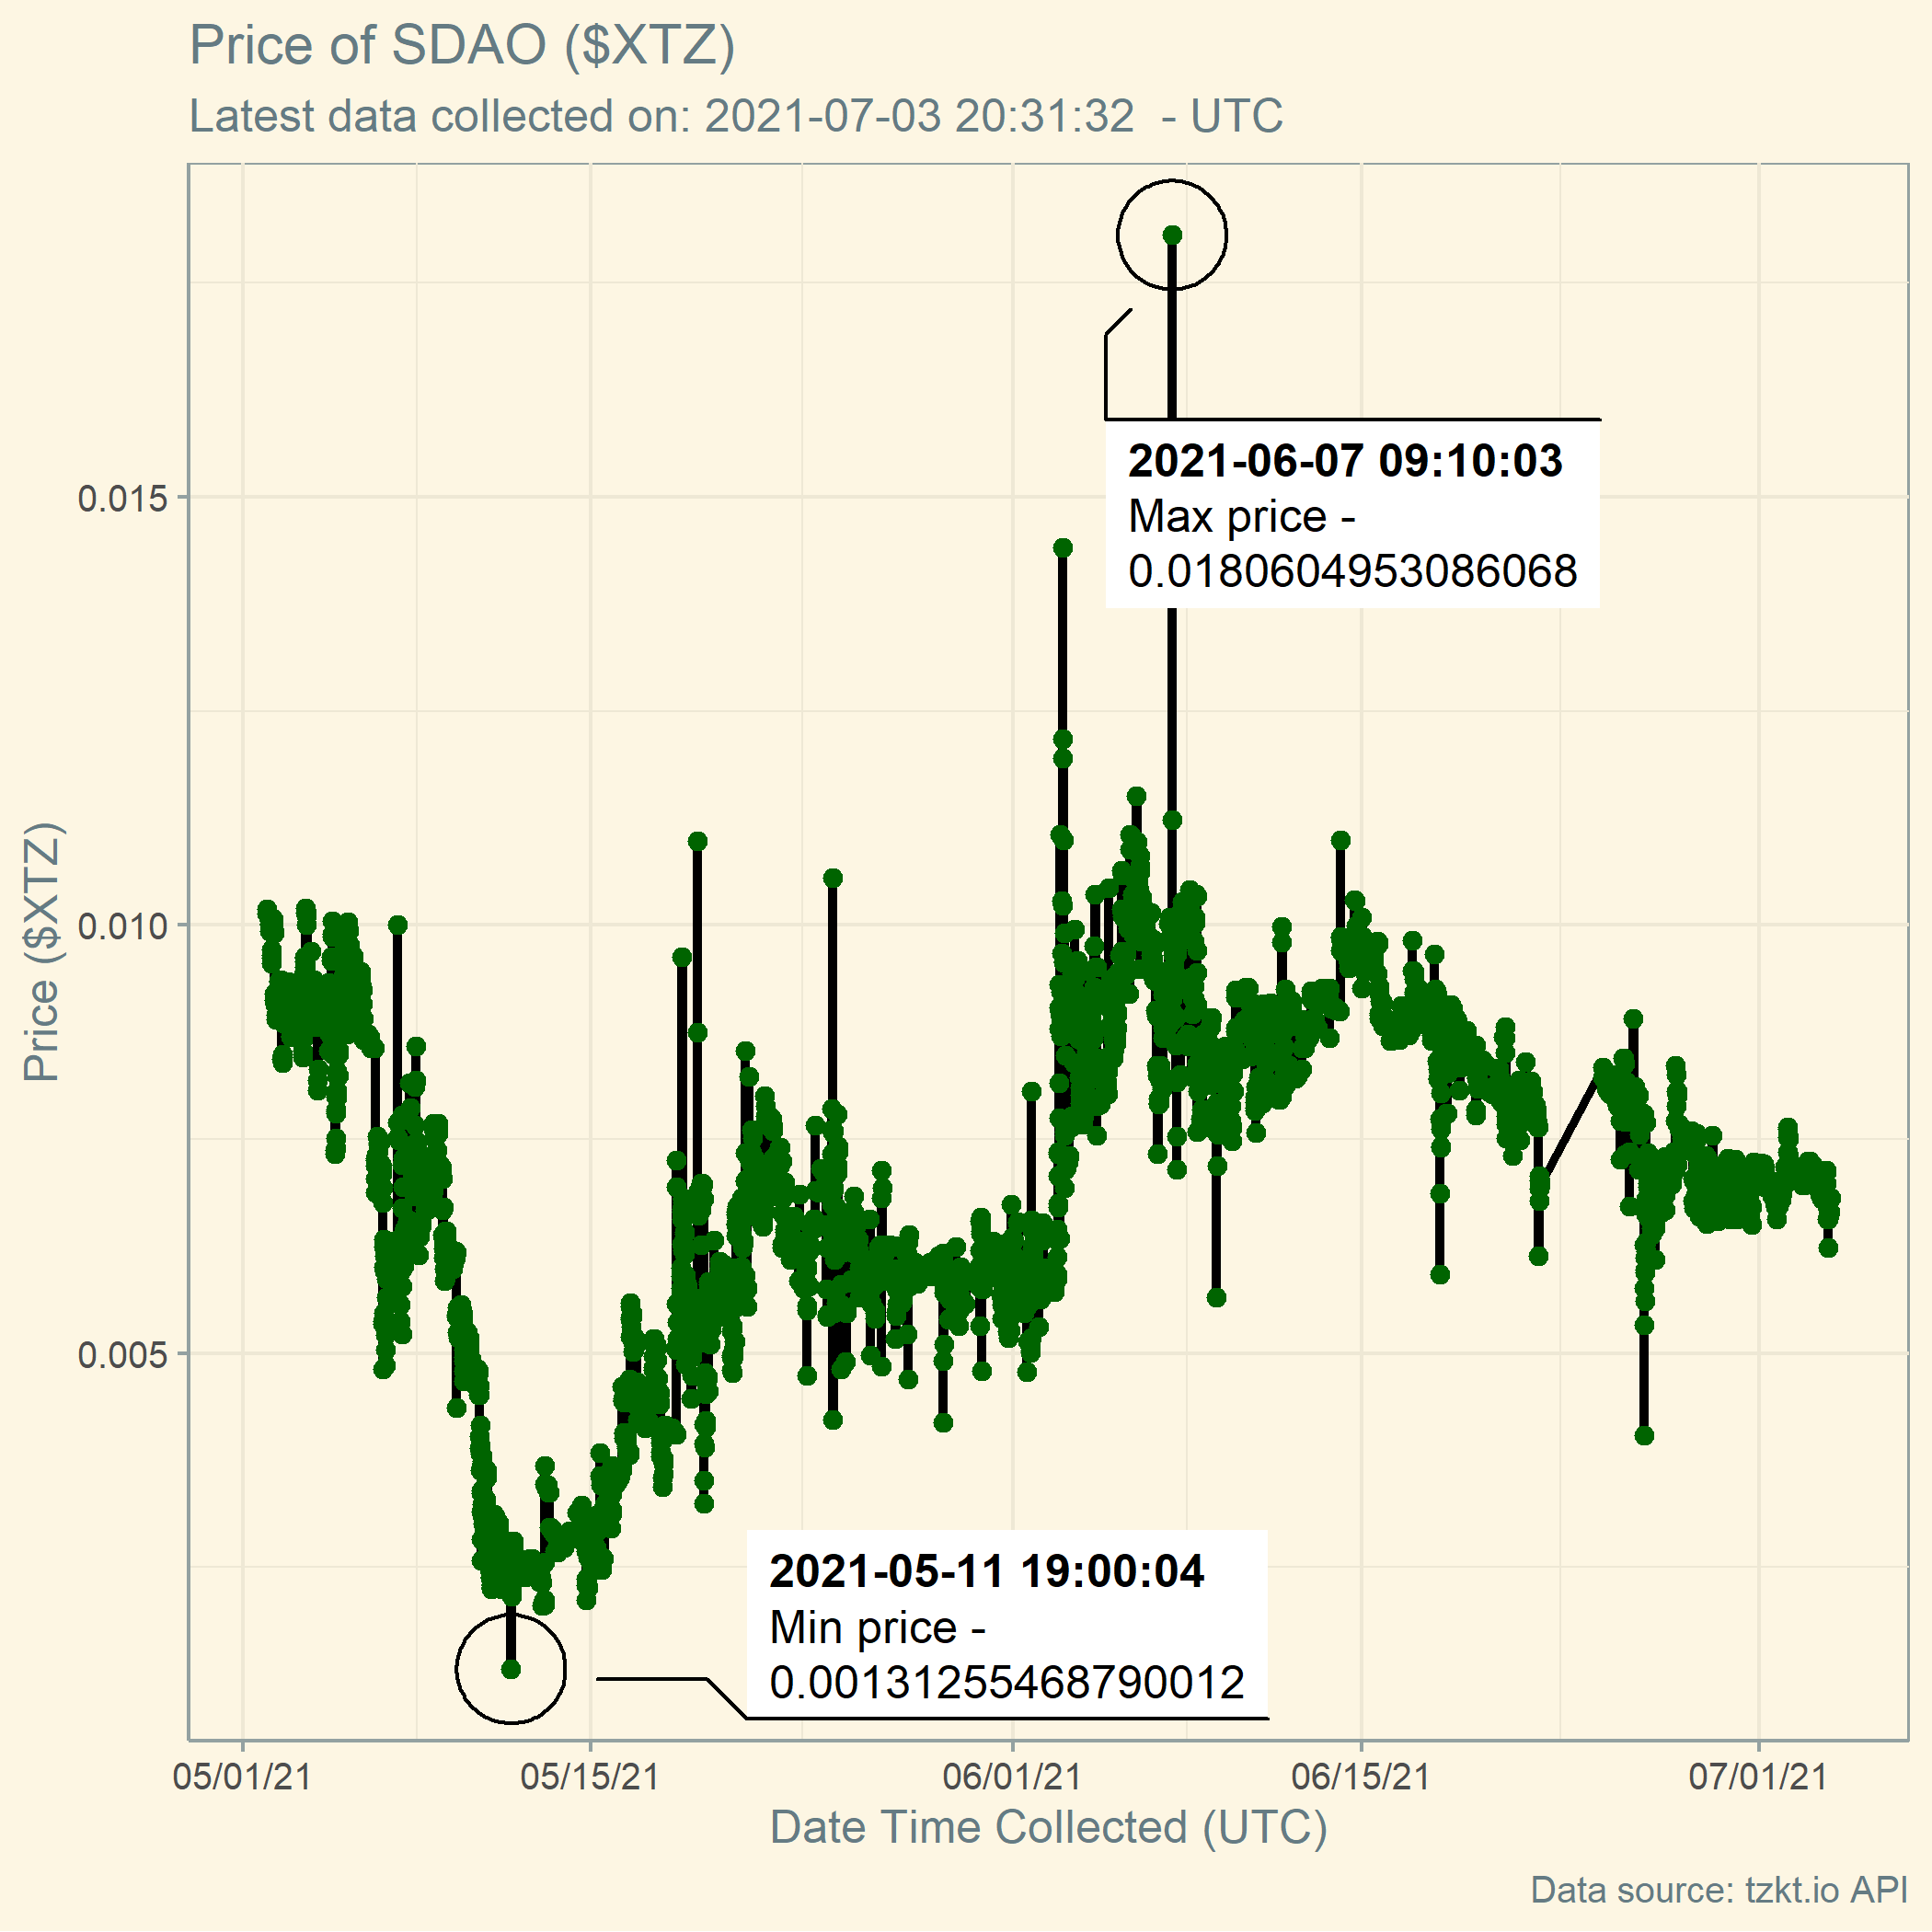 Price of SDAO ($XTZ)
Latest data collected on: 2021-07-03 20:31:32 - UTC
2021-06-07 09:10:03
Max price -
0.0180604953086068
0.015
0.010
0.005
Price ($XTZ)
2021-05-11 19:00:04
Min price -
0.00131255468790012
05/01/21
05/15/21
06/01/21
06/15/21
07/01/21
Date Time Collected (UTC)
Data source: tzkt.io API